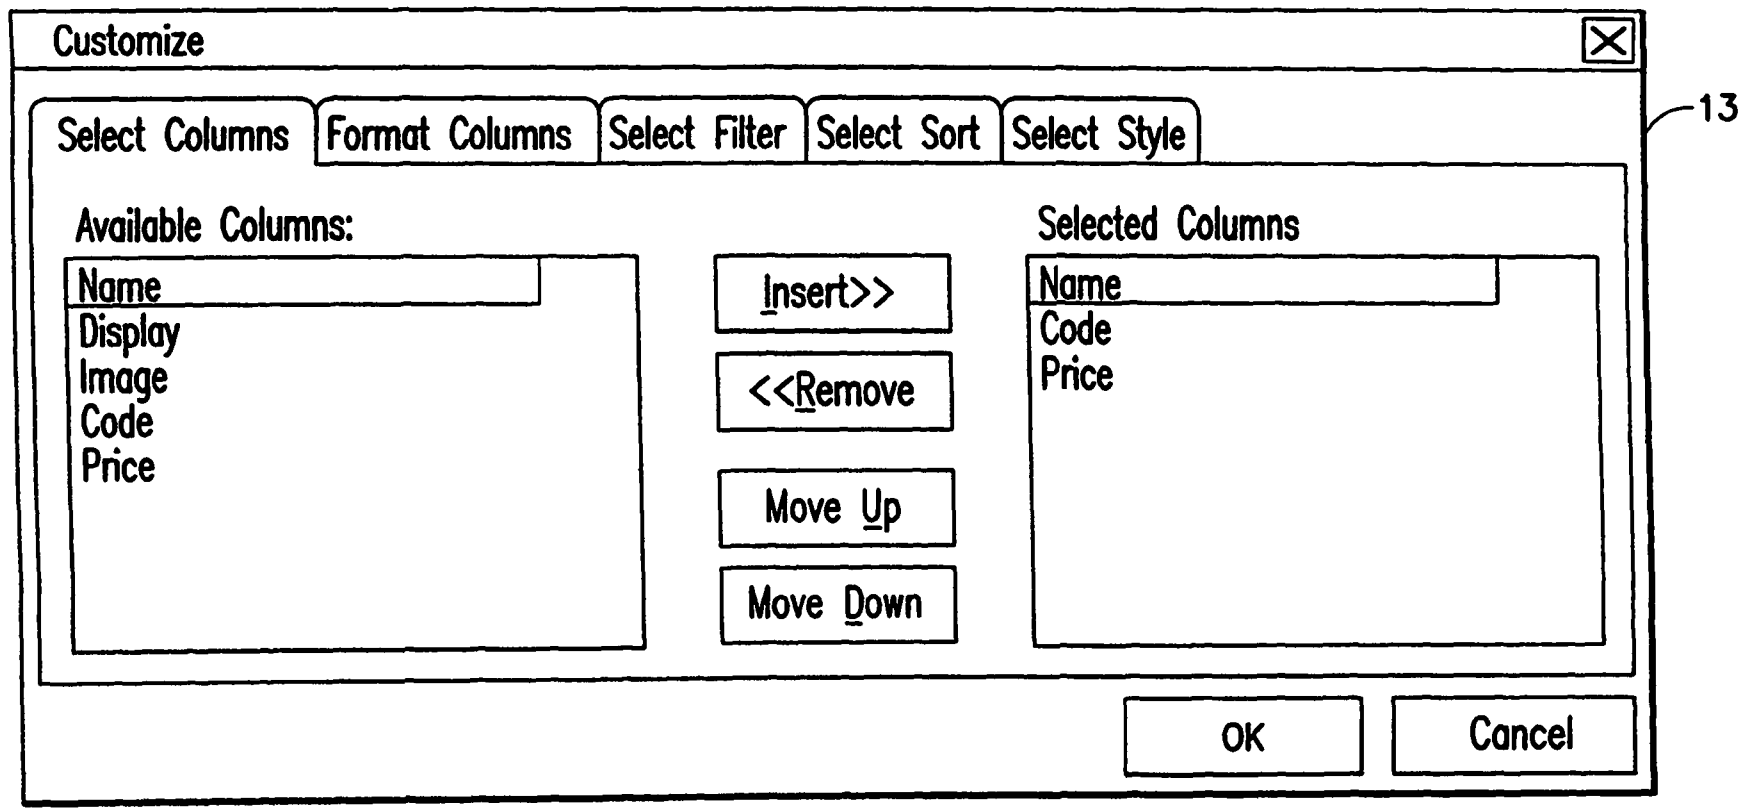 Customize
13
Select Columns Format Columns Select Filter Select Sort Select Style
Available Columns:
Name
Display
Image
Code
Price
Insert>>
<<Remove
Move Up
Move Down
Selected Columns
Name
Code
Price
OK Cancel